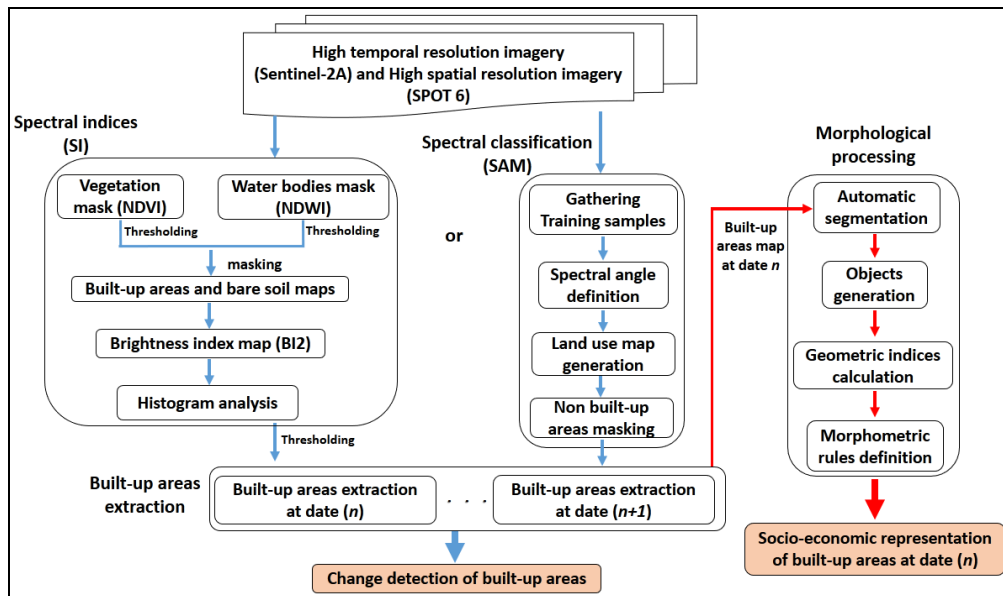 High temporal resolution imagery
(Sentinel-2A) and High spatial resolution imagery
(SPOT 6)
Spectral indices
(SI)
Vegetation
mask (NDVI)
Water bodies mask
(NDWI)
Thresholding
Thresholding
masking
Built-up areas and bare soil maps
Brightness index map (BI2)
Histogram analysis
Thresholding
or
Spectral classification
(SAM)
Gathering
Training samples
Spectral angle
definition
Land use map
generation
Non built-up
areas masking
Built-up areas
extraction
Built-up areas extraction
at date (n)
. . .
Built-up areas extraction
at date (n+1)
Change detection of built-up areas
Built-up
areas map
at date n
Morphological
processing
Automatic
segmentation
Objects
generation
Geometric indices
calculation
Morphometric
rules definition
Socio-economic representation
of built-up areas at date (n)